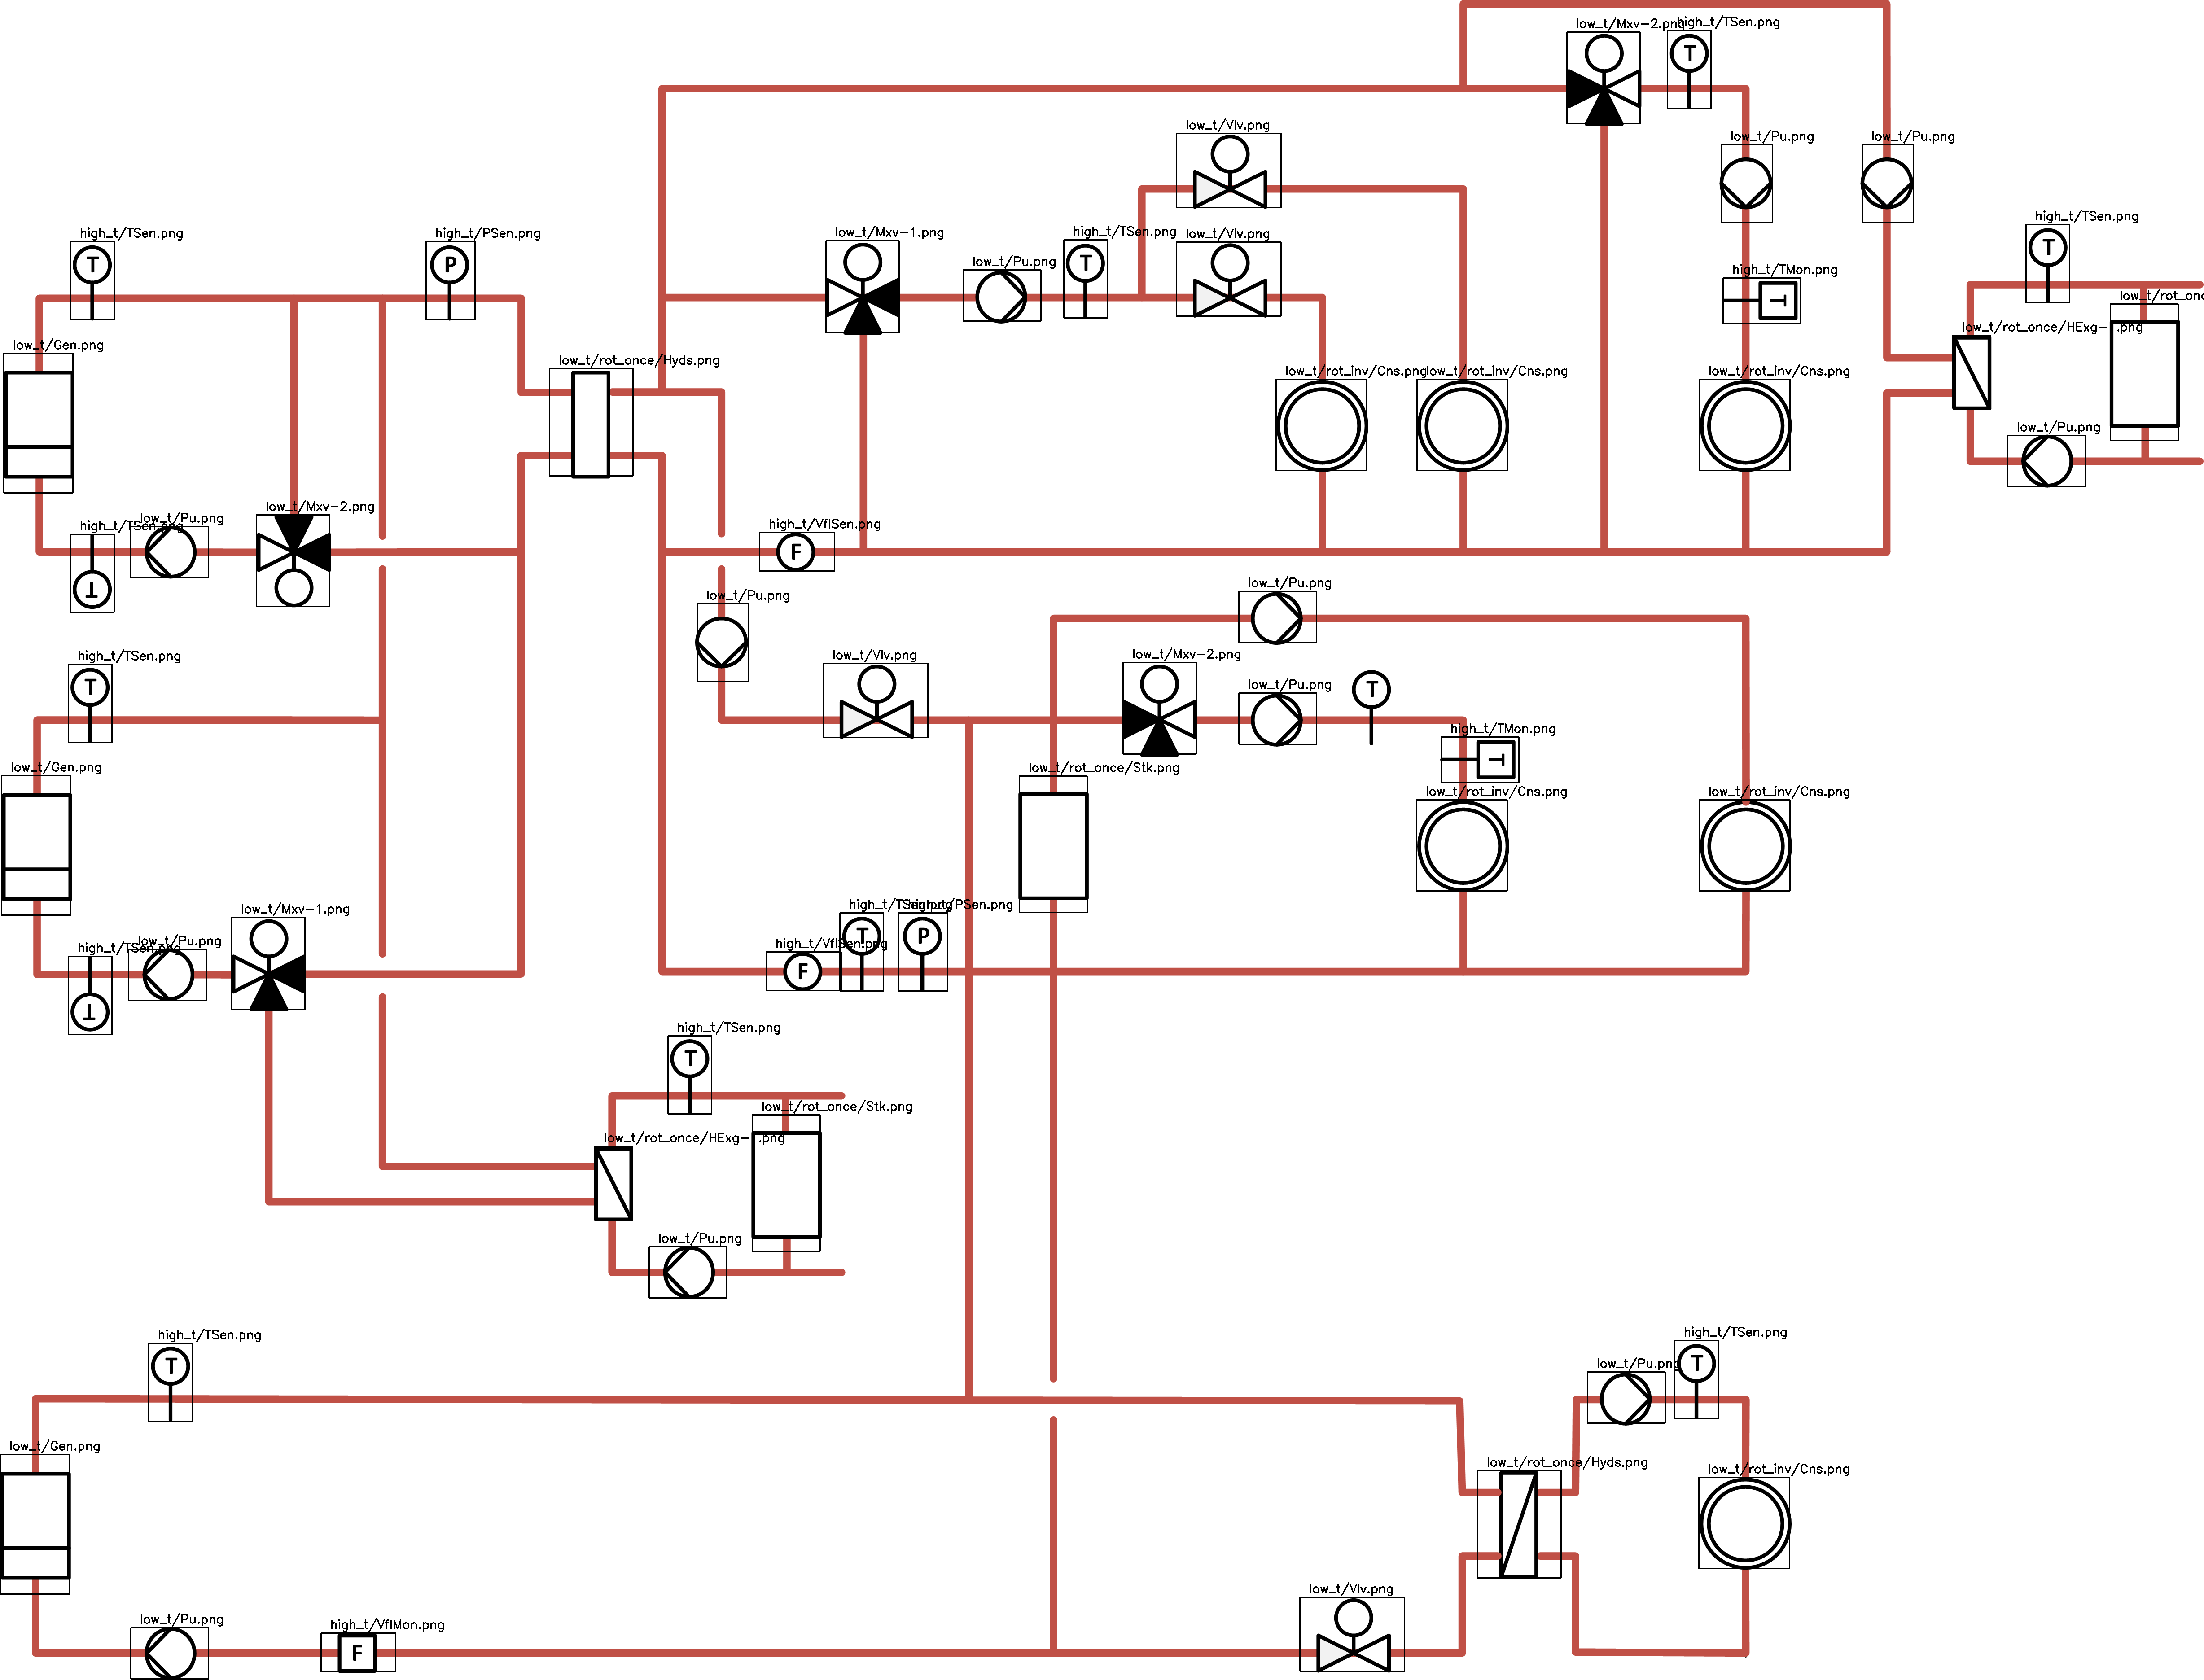 low_t/Mxv-2.png
high_t/TSen.png
T
low_t/Vlv.png
low_t/Pu.png
low_t/Pu.png
high_t/TSen.png
T
high_t/TSen.png
T
high_t/PSen.png
P
low_t/Mxv-1.png
low_t/Pu.png
high_t/TSen.png
T
low_t/Vlv.png
high_t/TMon.png
T
low_t/rot_onc
low_t/rot_once/HExg- .png
low_t/Gen.png
low_t/rot_once/Hyds.png
low_t/rot_inv/Cns.png
low_t/rot_inv/Cns.png
low_t/rot_inv/Cns.png
low_t/Pu.png
low_t/Mxv-2.png
low_t/Pu.png
high_t/TSen.png
T
high_t/VflSen.png
F
low_t/Pu.png
low_t/Pu.png
high_t/TSen.png
T
low_t/Vlv.png
low_t/Mxv-2.png
low_t/Pu.png
T
high_t/TMon.png
T
low_t/Gen.png
low_t/rot_once/Stk.png
low_t/rot_inv/Cns.png
low_t/rot_inv/Cns.png
low_t/Mxv-1.png
low_t/Pu.png
high_t/TSen.png
T
high_t/TSen.png
T
high_t/PSen.png
P
high_t/VflSen.png
F
high_t/TSen.png
T
low_t/rot_once/Stk.png
low_t/rot_once/HExg- .png
low_t/Pu.png
high_t/TSen.png
T
high_t/TSen.png
T
low_t/Pu.png
low_t/Gen.png
low_t/rot_once/Hyds.png
low_t/rot_inv/Cns.png
low_t/Vlv.png
low_t/Pu.png
high_t/VflMon.png
F